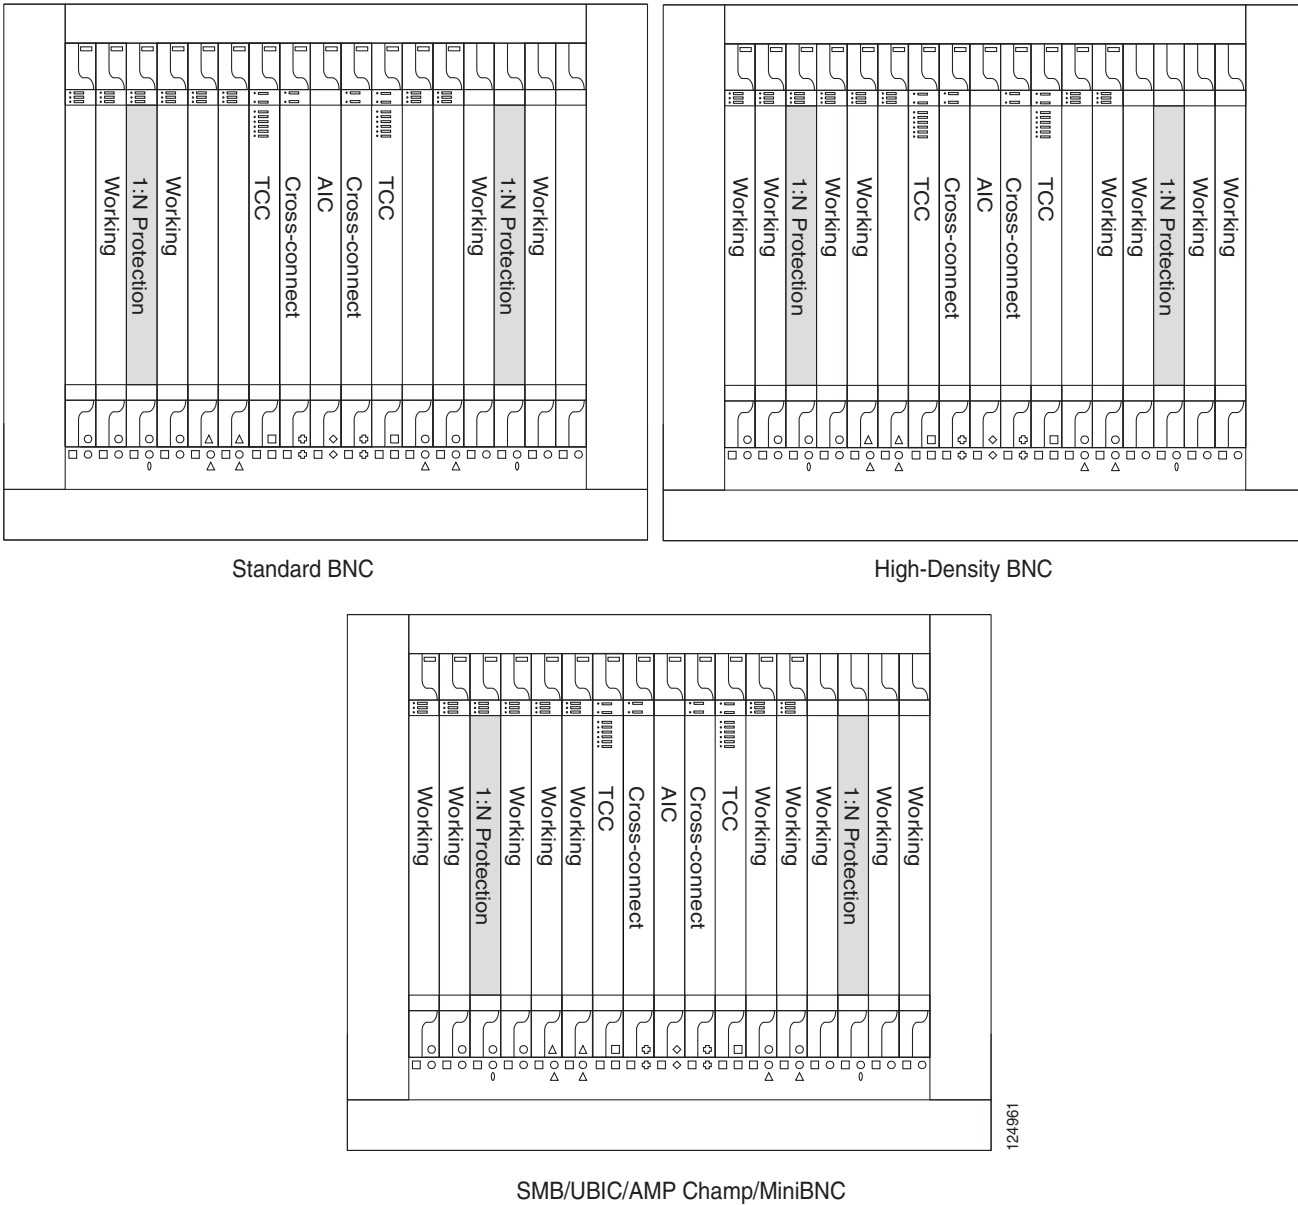 Working
1:N Protection
Working
TCC
Cross-connect
AIC
Cross-connect
TCC
Working
1:N Protection
Working
Standard BNC
Working
Working
1:N Protection
Working
Working
TCC
Cross-connect
AIC
Cross-connect
TCC
Working
Working
1:N Protection
Working
Working
High-Density BNC
Working
Working
1:N Protection
Working
Working
Working
TCC
Cross-connect
AIC
Cross-connect
TCC
Working
Working
Working
1:N Protection
Working
Working
124961
SMB/UBIC/AMP Champ/MiniBNC